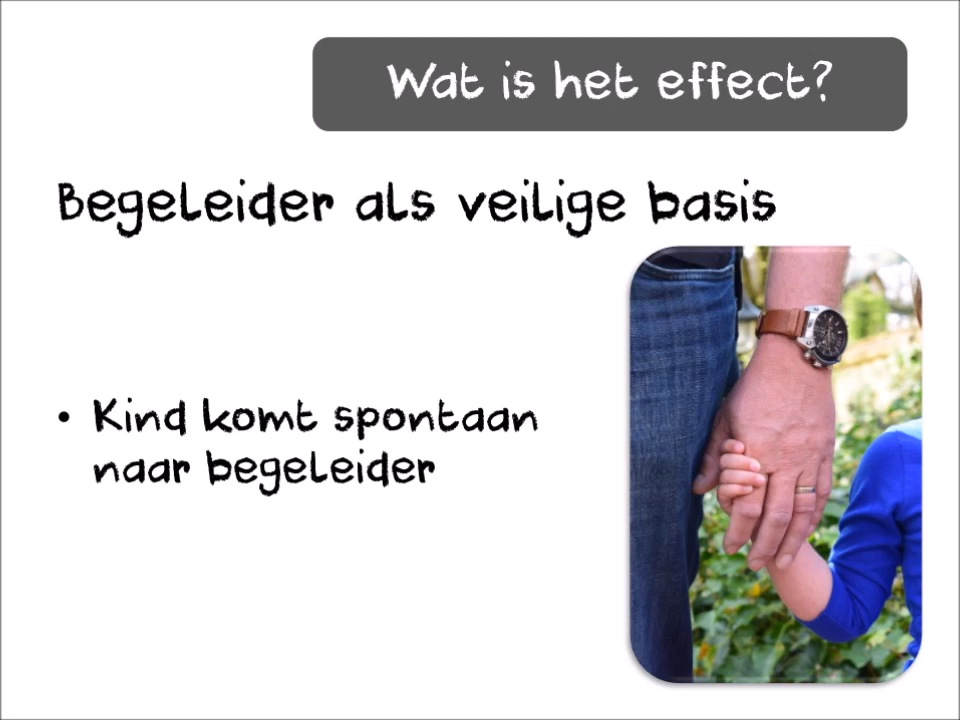 Wat is het effect?
Begeleider als veilige basis
• Kind komt spontaan
naar begeleider